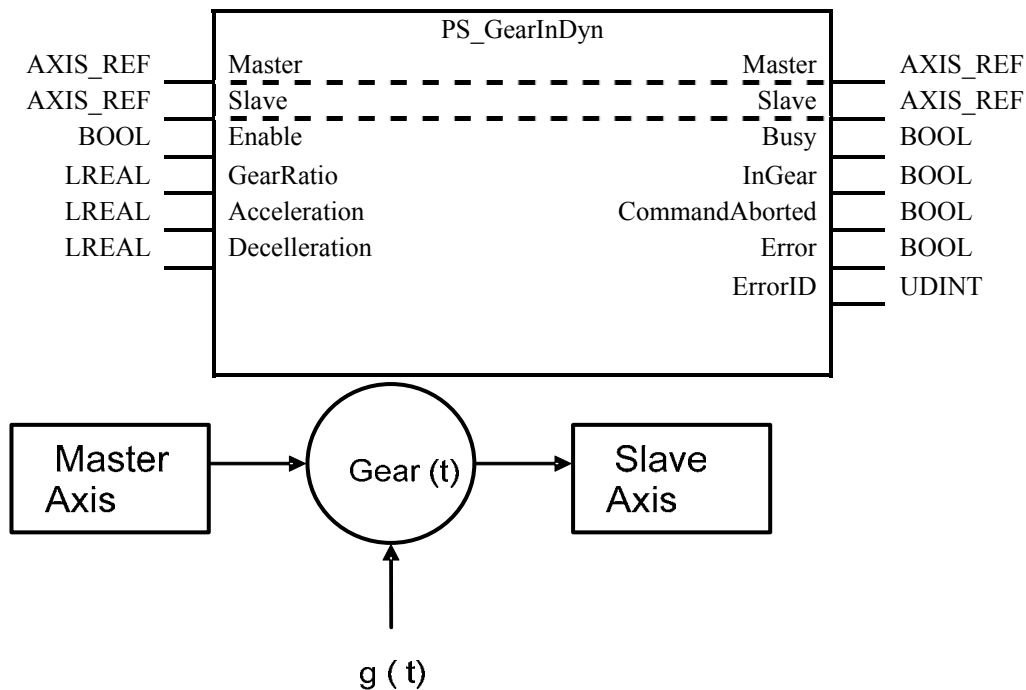 PS_GearInDyn
AXIS_REF Master Master AXIS_REF
AXIS_REF Slave Slave AXIS_REF
BOOL Enable Busy BOOL
LREAL GearRatio InGear BOOL
LREAL Acceleration CommandAborted BOOL
LREAL Decelleration Error BOOL
ErrorID UDINT
Master
Axis
Gear (t)
Slave
Axis
g ( t)